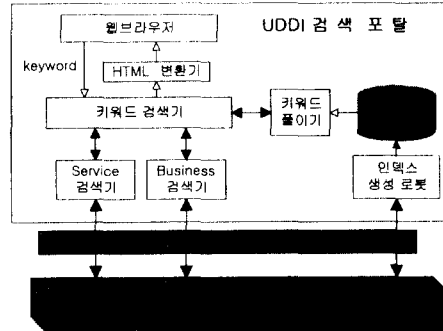 UDDI 검 색 포 탈
웹브라우저
keyword
HTML 변환기
키워드 검색기
키워드
풀이기
Service
검색기
Business
검색기
인덱스
생성 로봇